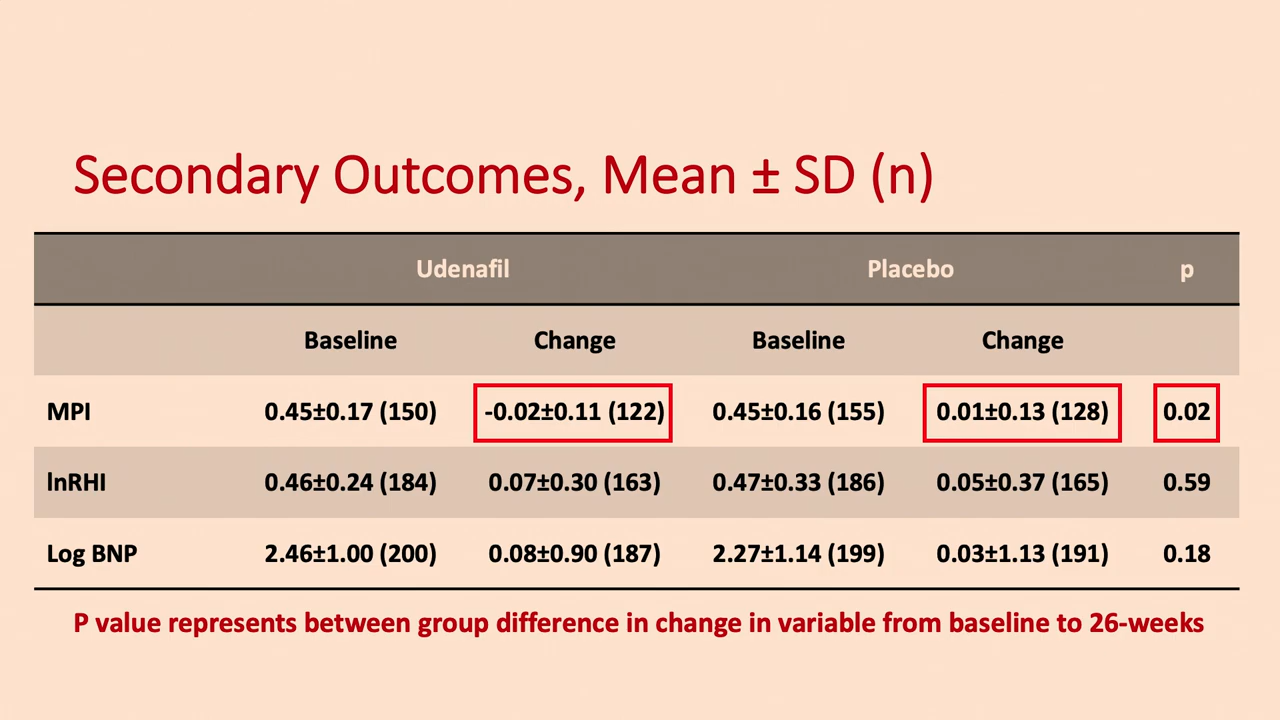 Secondary Outcomes, Mean ± SD (n)
Udenafil Placebo p
Baseline Change Baseline Change
MPI 0.45±0.17 (150) -0.02±0.11 (122) 0.45±0.16 (155) 0.01±0.13 (128) 0.02
lnRHI 0.46±0.24 (184) 0.07±0.30 (163) 0.47±0.33 (186) 0.05±0.37 (165) 0.59
Log BNP 2.46±1.00 (200) 0.08±0.90 (187) 2.27±1.14 (199) 0.03±1.13 (191) 0.18
P value represents between group difference in change in variable from baseline to 26-weeks